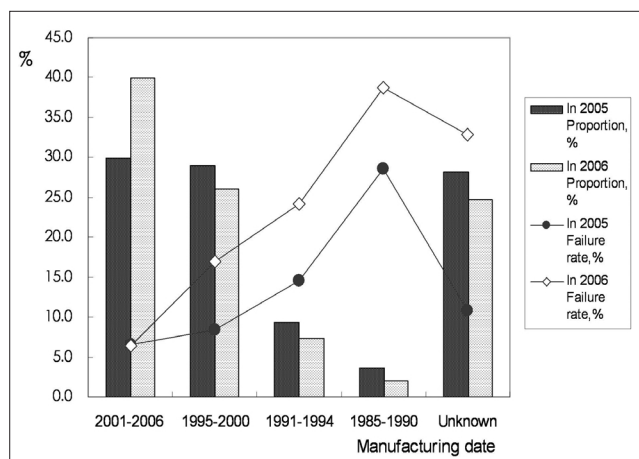 %
45.0
40.0
35.0
30.0
25.0
20.0
15.0
10.0
5.0
0.0
2001-2006 1995-2000 1991-1994 1985-1990 Unknown
Manufacturing date
In 2005
Proportion,
%
In 2006
Proportion,
%
In 2005
Failure
rate,%
In 2006
Failure
rate,%